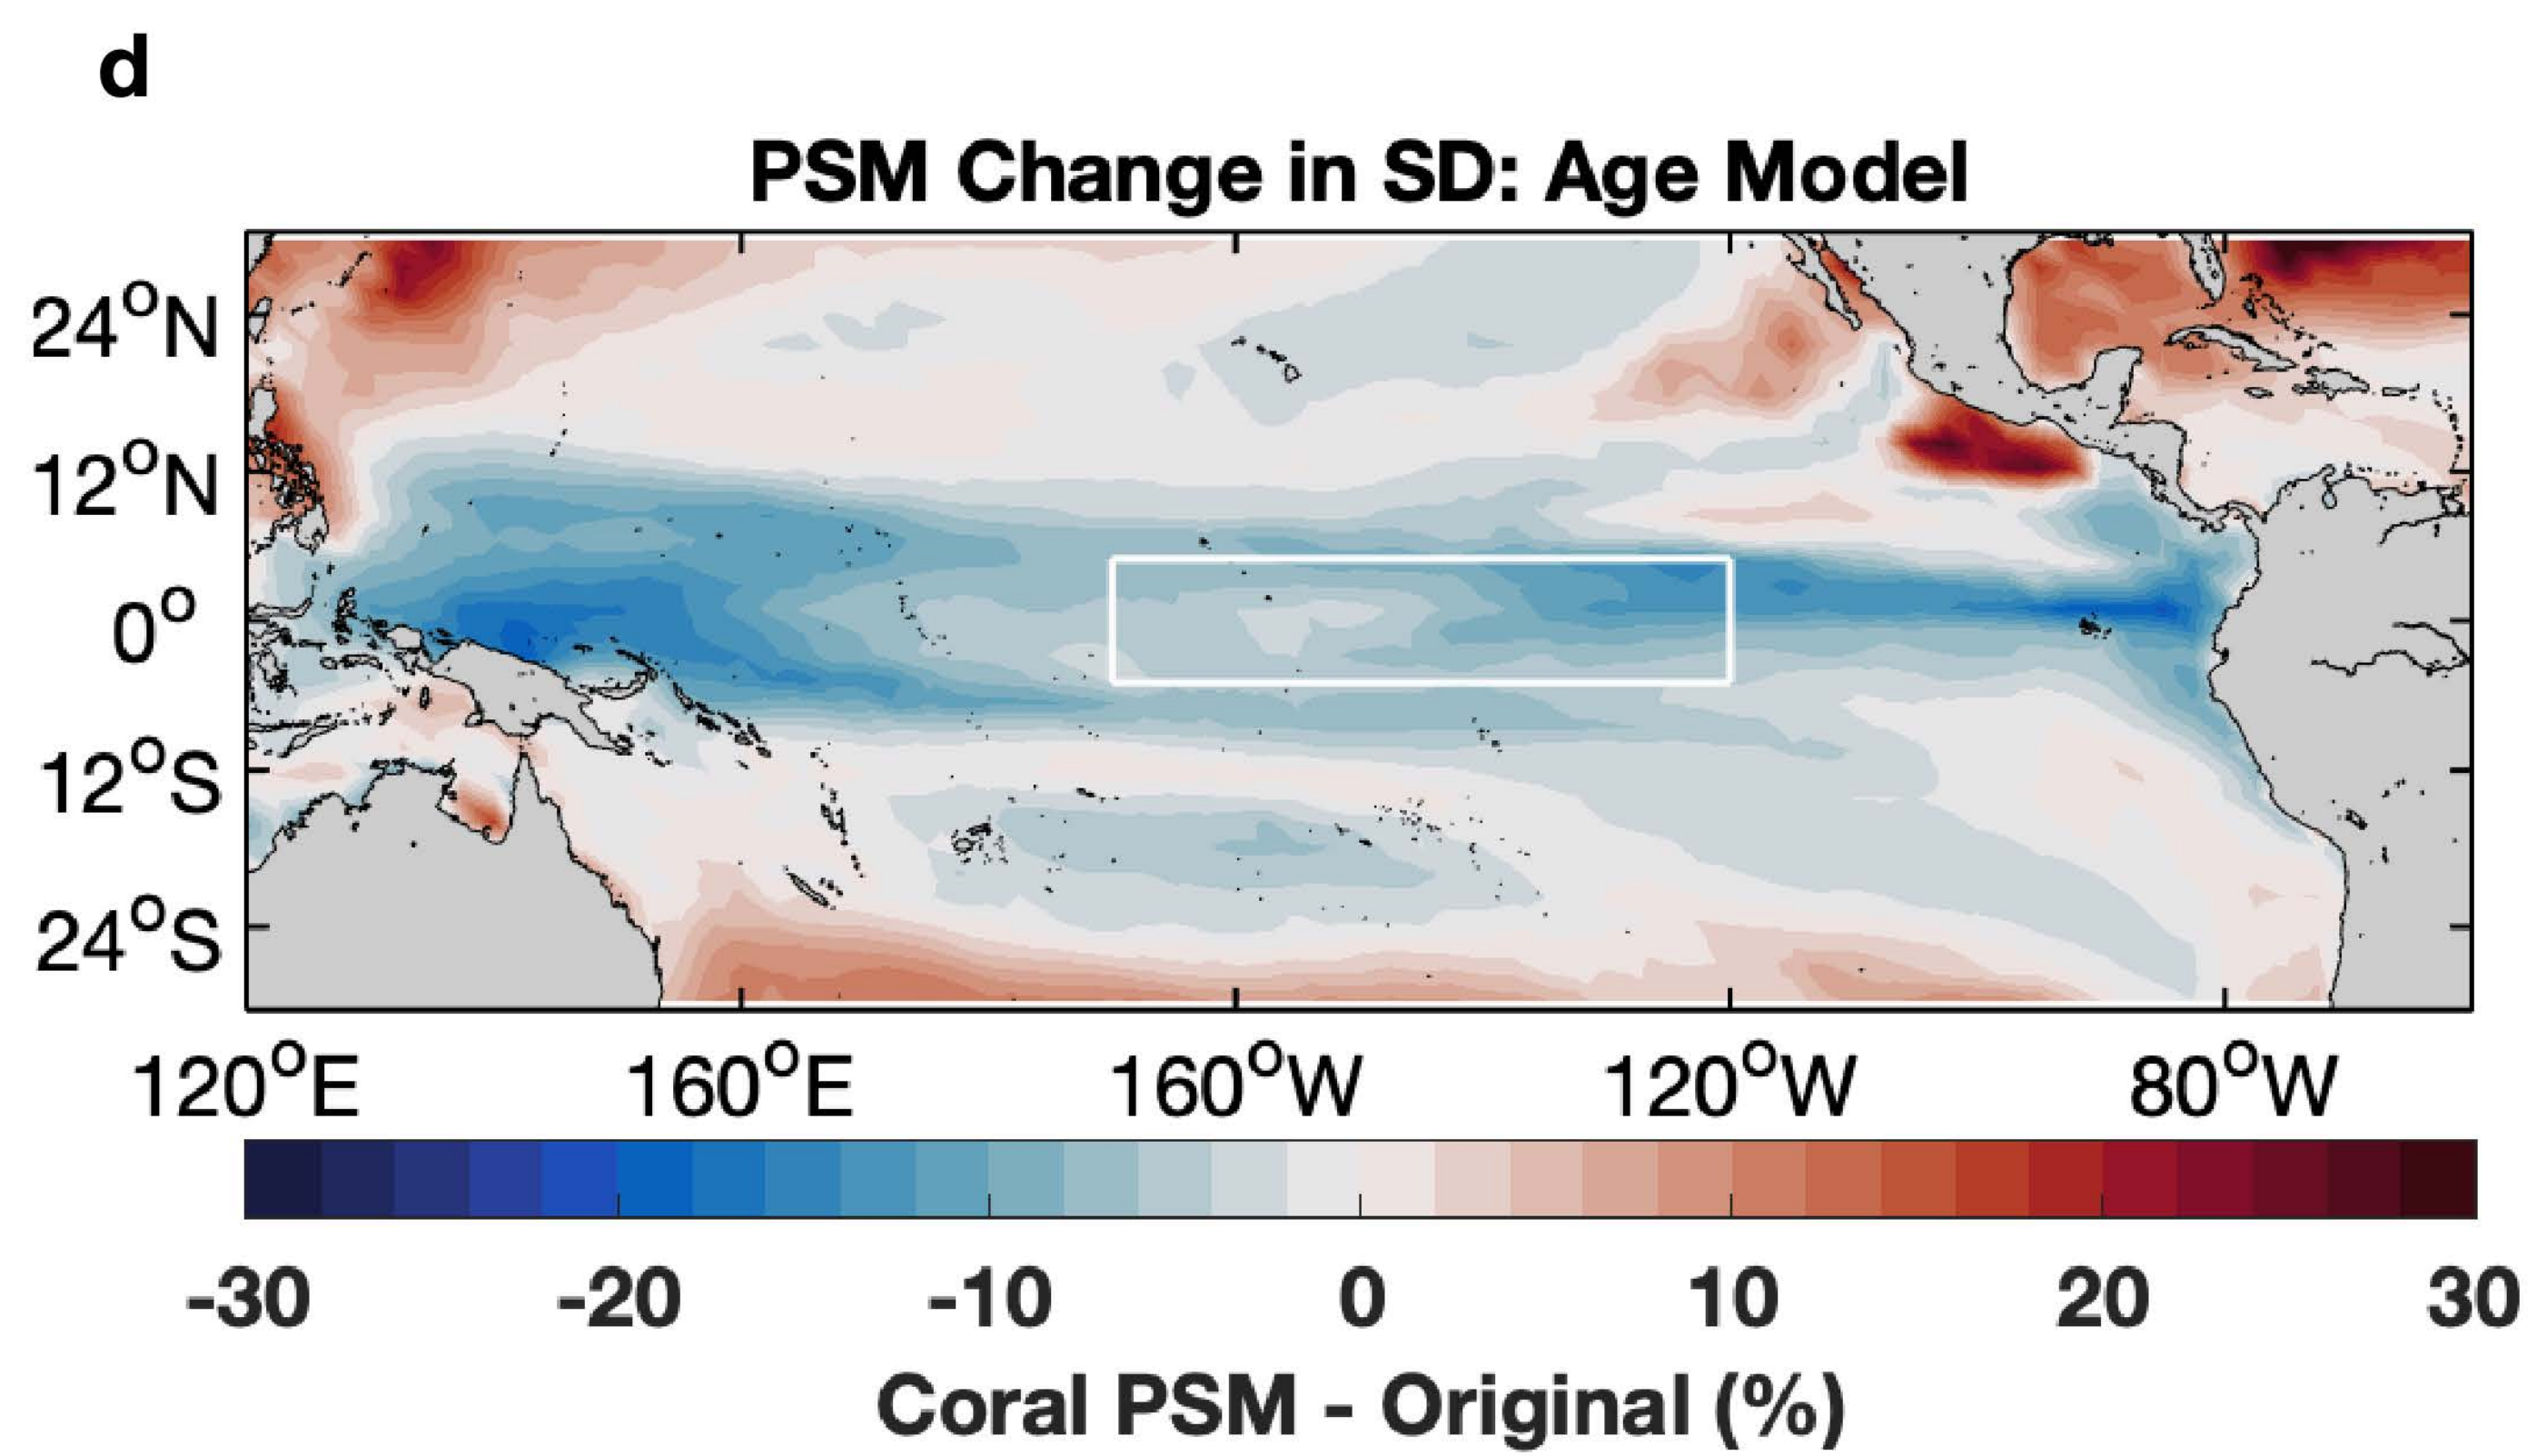 d
PSM Change in SD: Age Model
24°N
12°N
0°
12°S
24°S
120°E 160°E 160°W 120°W 80°W
-30 -20 -10 0 10 20 30
Coral PSM - Original (%)